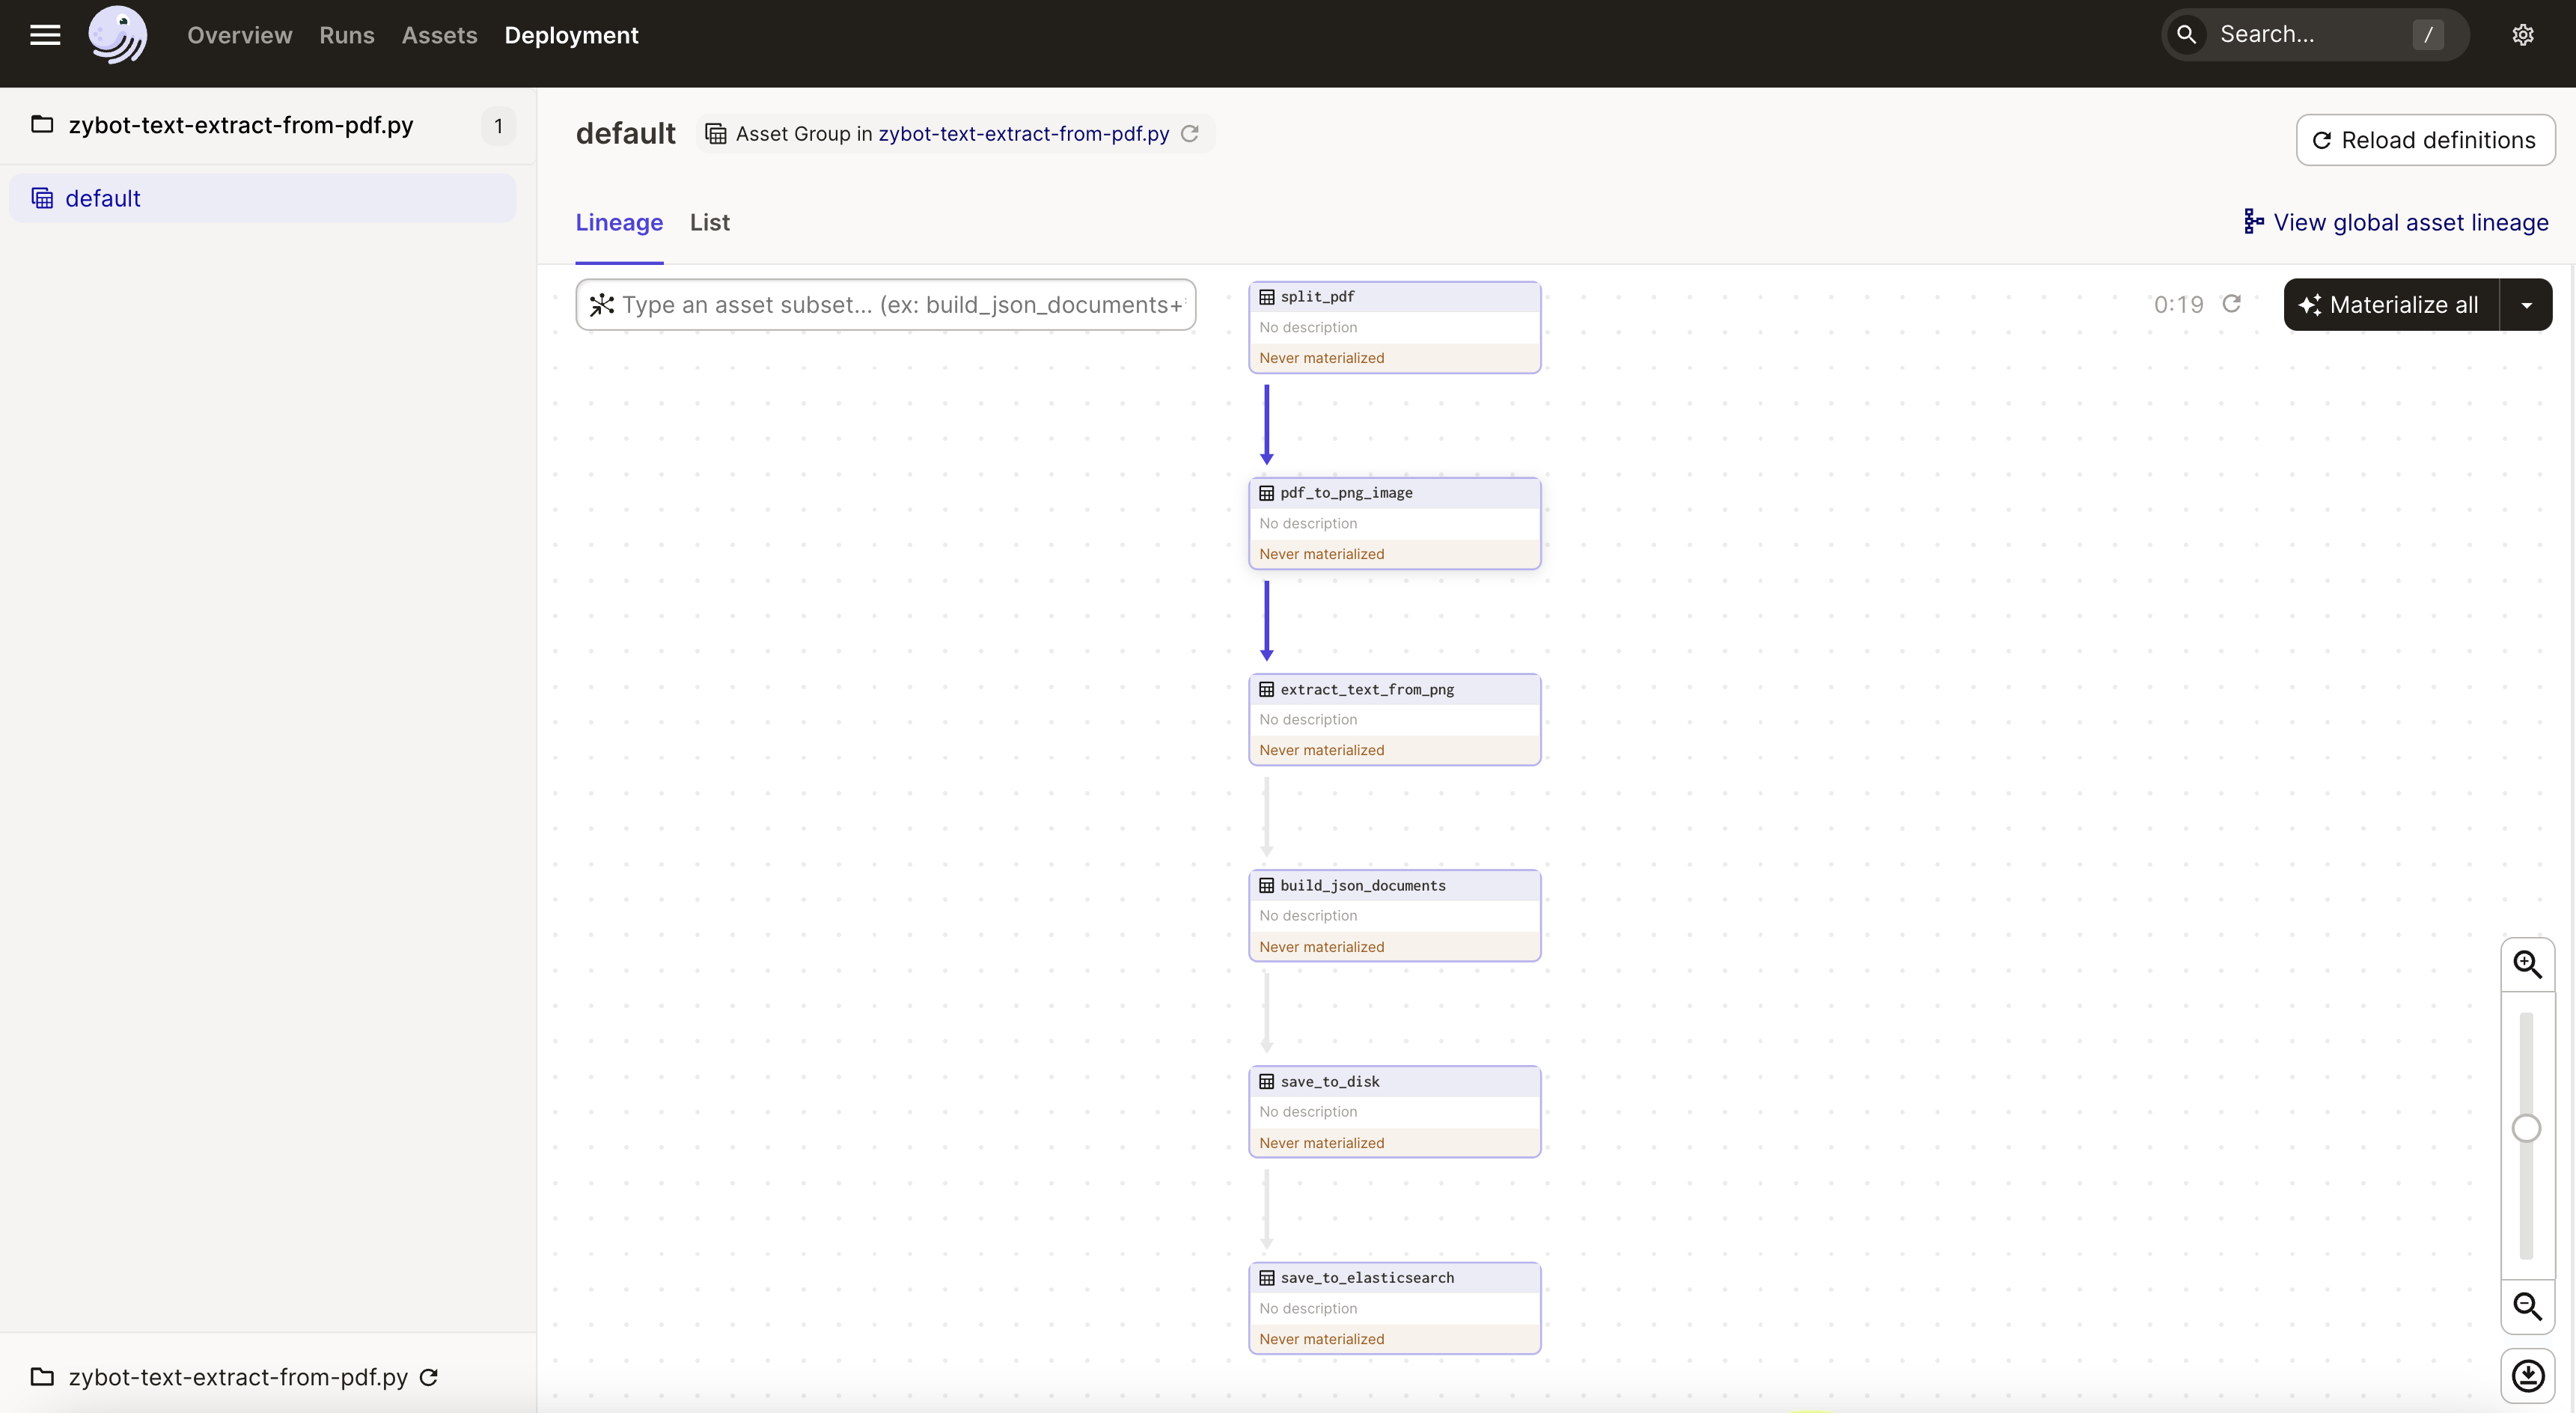 Overview Runs Assets Deployment
Search... /
zybot-text-extract-from-pdf.py 1
default
default Asset Group in zybot-text-extract-from-pdf.py
Reload definitions
Lineage List
View global asset lineage
Type an asset subset... (ex: build_json_documents+
0:19
Materialize all
split_pdf
No description
Never materialized
pdf_to_png_image
No description
Never materialized
extract_text_from_png
No description
Never materialized
build_json_documents
No description
Never materialized
save_to_disk
No description
Never materialized
save_to_elasticsearch
No description
Never materialized
zybot-text-extract-from-pdf.py